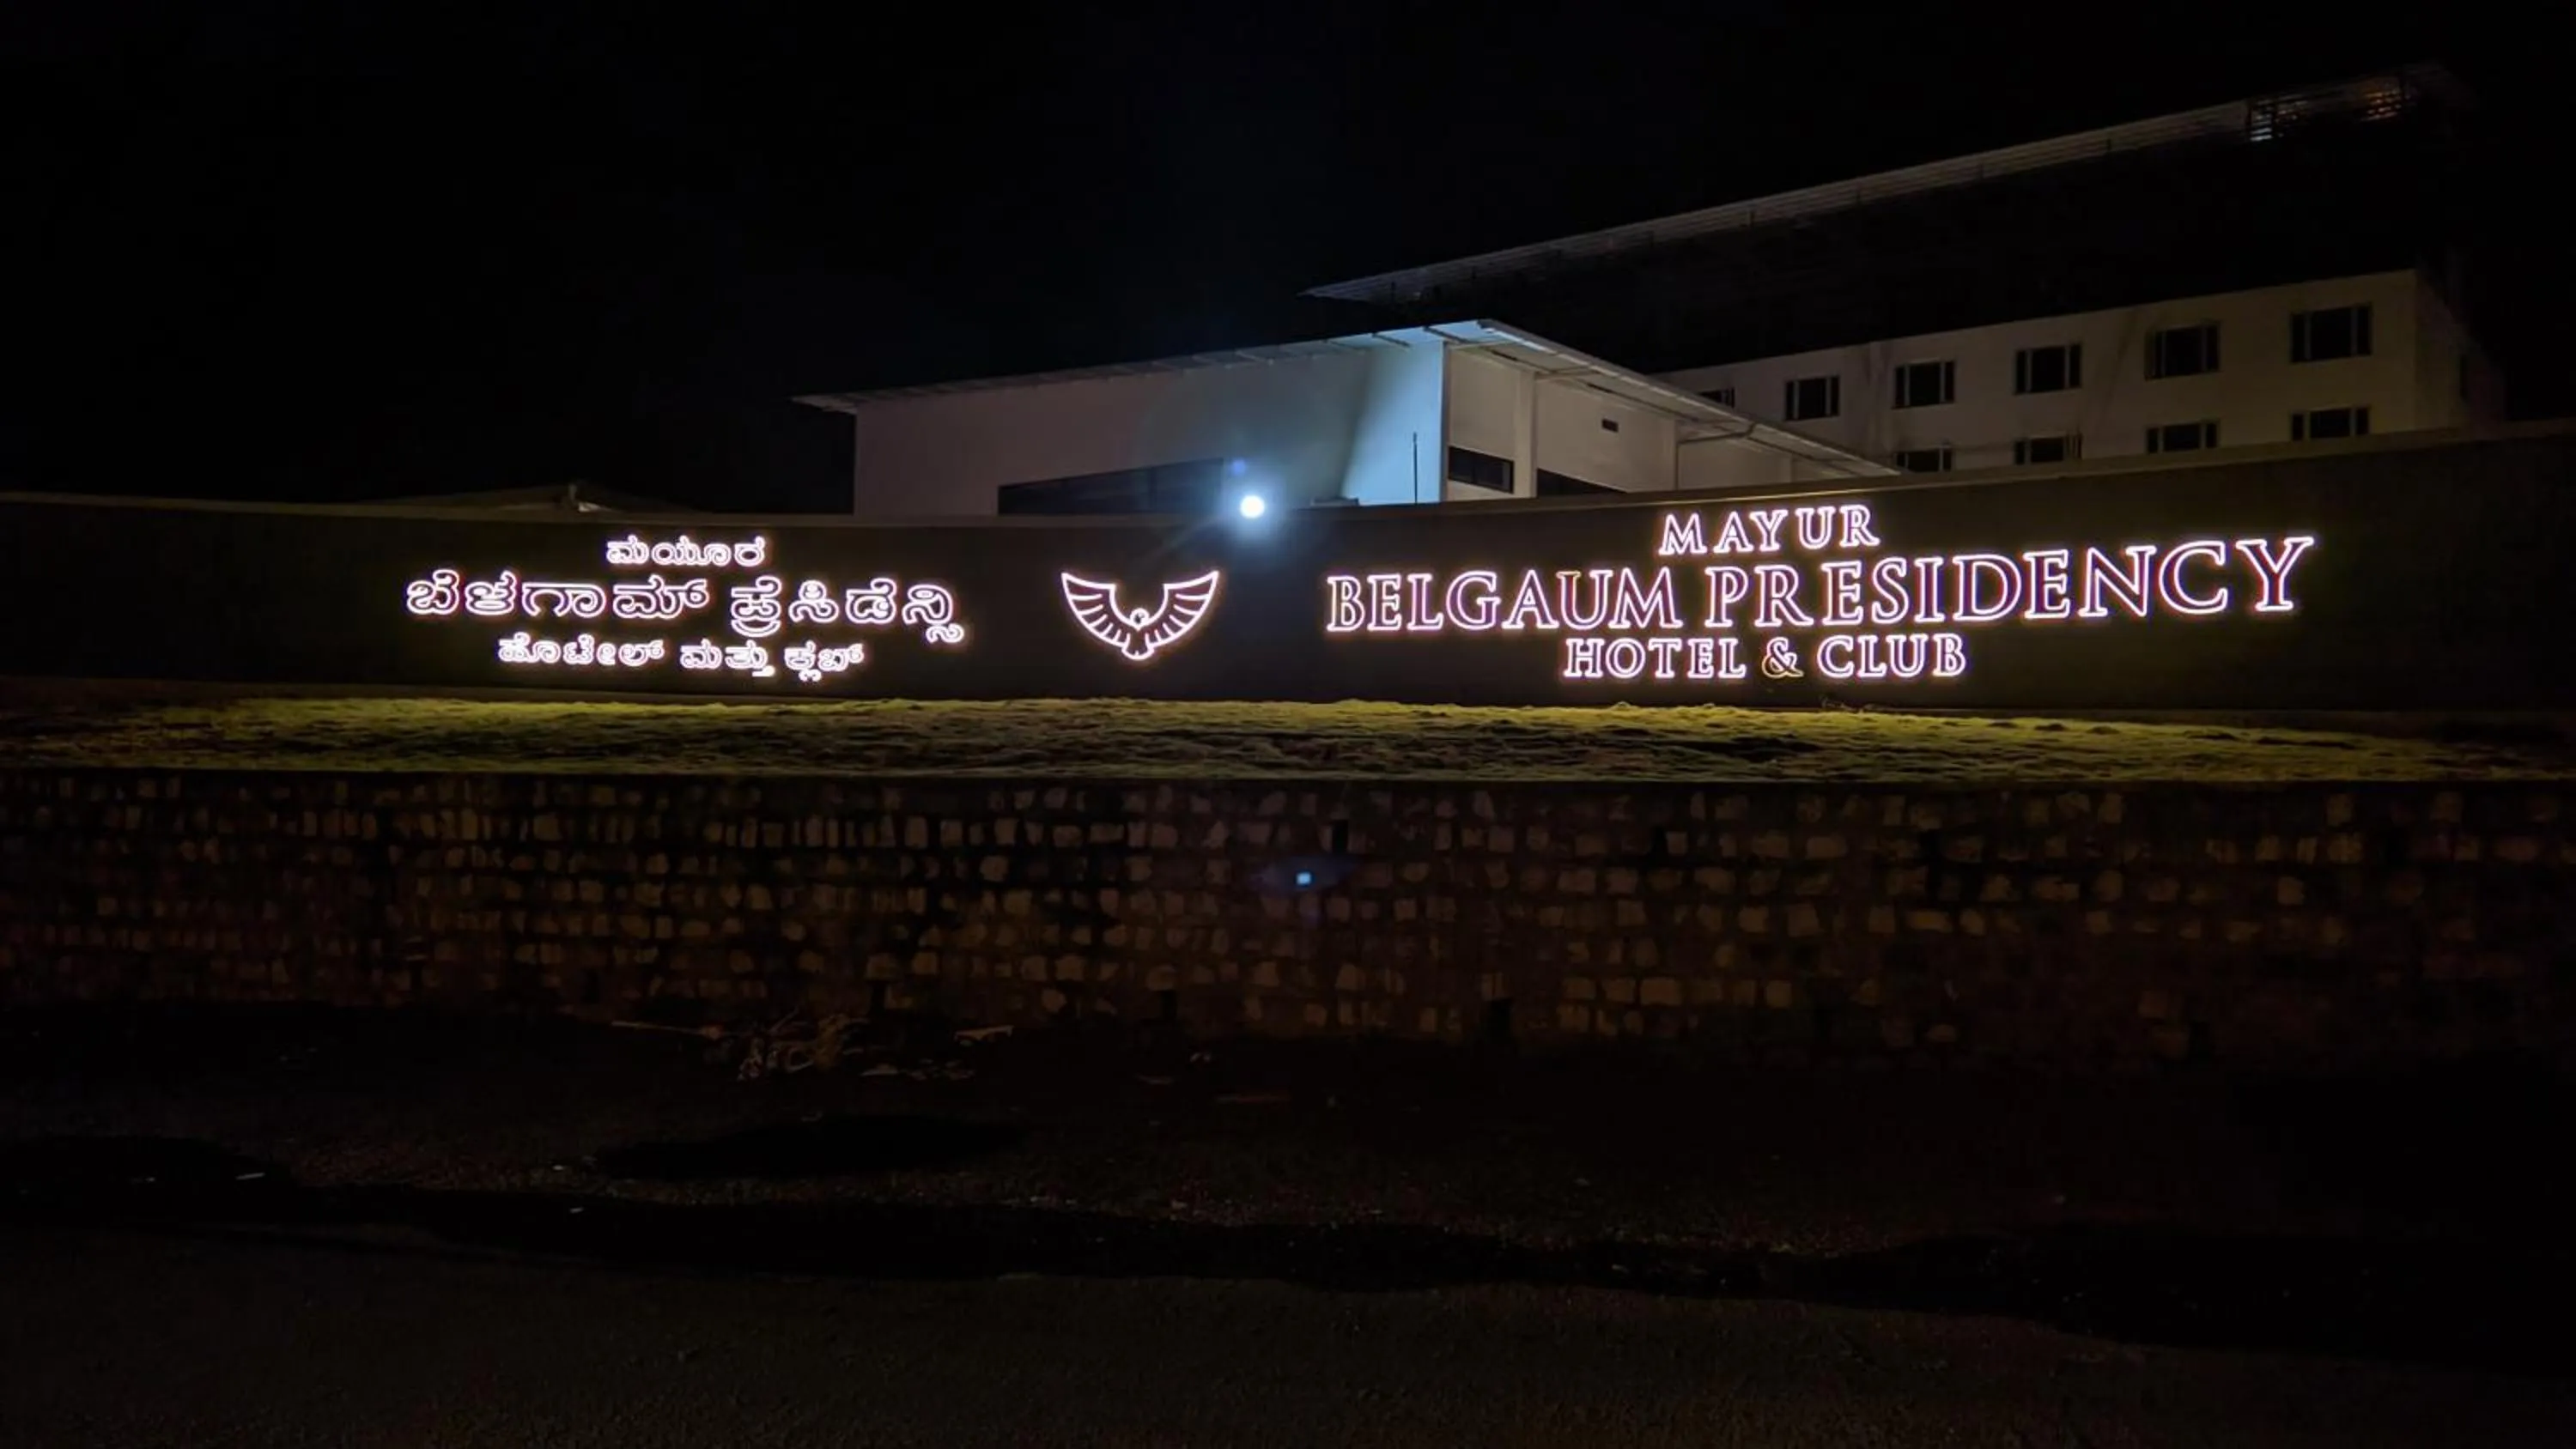 ಮಯೂರ
ಬೆಳಗಾಮ್ ಪ್ರೆಸಿಡೆನ್ಸಿ
ಹೊಟೇಲ್ ಮತ್ತು ಕ್ಲಬ್
MAYUR
BELGAUM PRESIDENCY
HOTEL & CLUB